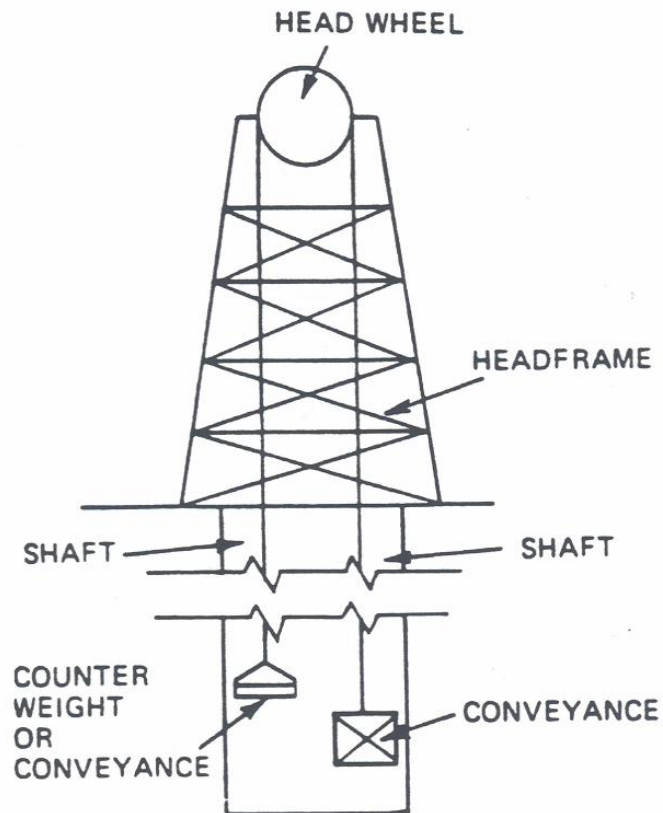 HEAD WHEEL
HEADFRAME
SHAFT
SHAFT
COUNTER
WEIGHT
OR
CONVEYANCE
CONVEYANCE